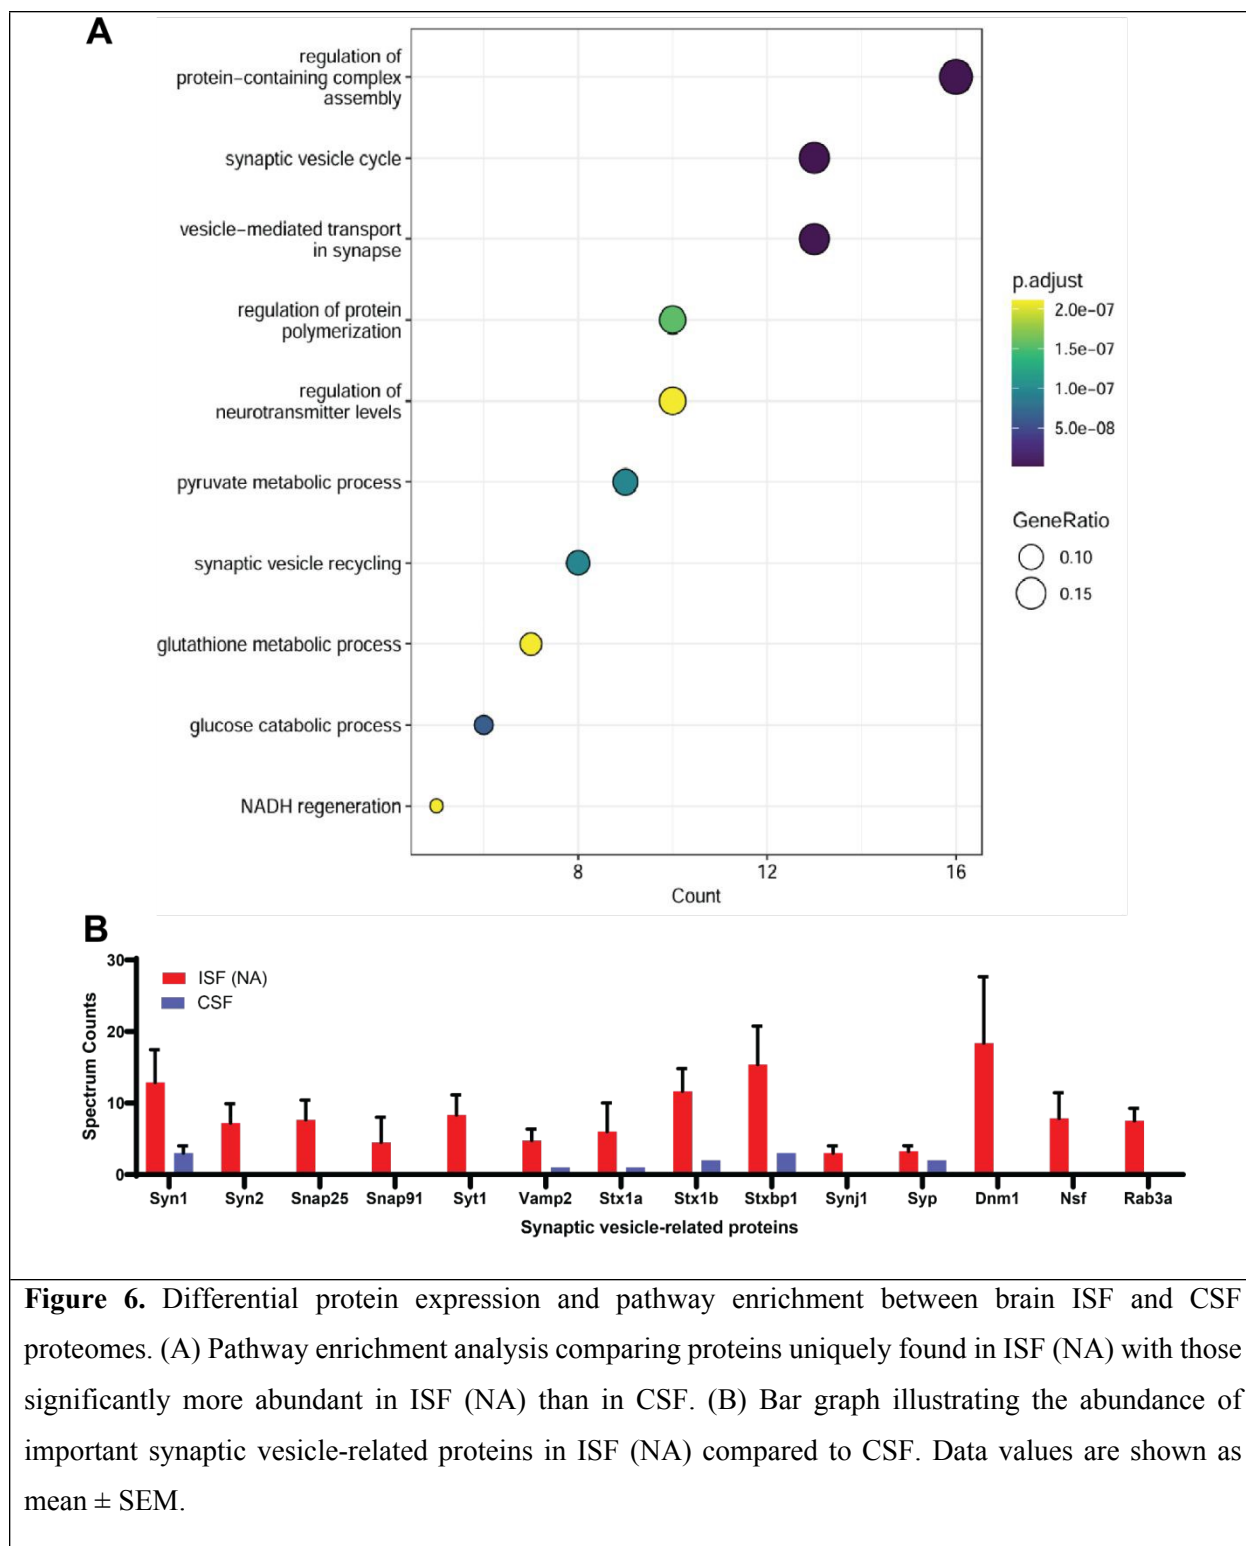 A
regulation of
protein−containing complex
assembly
synaptic vesicle cycle
vesicle−mediated transport
in synapse
regulation of protein
polymerization
regulation of
neurotransmitter levels
pyruvate metabolic process
synaptic vesicle recycling
glutathione metabolic process
glucose catabolic process
NADH regeneration
8 12 16
Count
p.adjust
2.0e−07
1.5e−07
1.0e−07
5.0e−08
GeneRatio
0.10
0.15
B
30
20
10
0
Spectrum Counts
ISF (NA)
CSF
Syn1 Syn2 Snap25 Snap91 Syt1 Vamp2 Stx1a Stx1b Stxbp1 Synj1 Syp Dnm1 Nsf Rab3a
Synaptic vesicle-related proteins
Figure 6. Differential protein expression and pathway enrichment between brain ISF and CSF
proteomes. (A) Pathway enrichment analysis comparing proteins uniquely found in ISF (NA) with those
significantly more abundant in ISF (NA) than in CSF. (B) Bar graph illustrating the abundance of
important synaptic vesicle-related proteins in ISF (NA) compared to CSF. Data values are shown as
mean ± SEM.